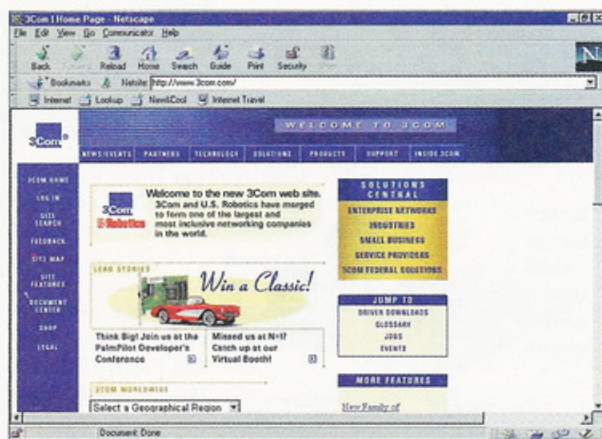 3Com | Home Page - Netscape
File Edit View Go Communicator Help
Back Forward Reload Home Search Guide Print Security
Bookmarks Netsite: http://www.3com.com/
Internet Lookup New&Cool Internet Travel
3Com®
WELCOME TO 3COM
NEWS/EVENTS PARTNERS TECHNOLOGY SOLUTIONS PRODUCTS SUPPORT INSIDE 3COM
3COM HOME
LOG IN
SITE
SEARCH
FEEDBACK
SITE MAP
SITE
FEATURES
DOCUMENT
CENTER
SHOP
LEGAL
3Com
U.S. Robotics
Welcome to the new 3Com web site.
3Com and U.S. Robotics have merged
to form one of the largest and
most inclusive networking companies
in the world.
LEAD STORIES
Win a Classic!
Think Big! Join us at the
PalmPilot Developer's
Conference
Missed us at N+I?
Catch up at our
Virtual Booth!
3COM WORLDWIDE
Select a Geographical Region
SOLUTIONS
CENTRAL
ENTERPRISE NETWORKS
INDUSTRIES
SMALL BUSINESS
SERVICE PROVIDERS
3COM FEDERAL SOLUTIONS
JUMP TO
DRIVER DOWNLOADS
GLOSSARY
JOBS
EVENTS
MORE FEATURES
New Family of
Document: Done